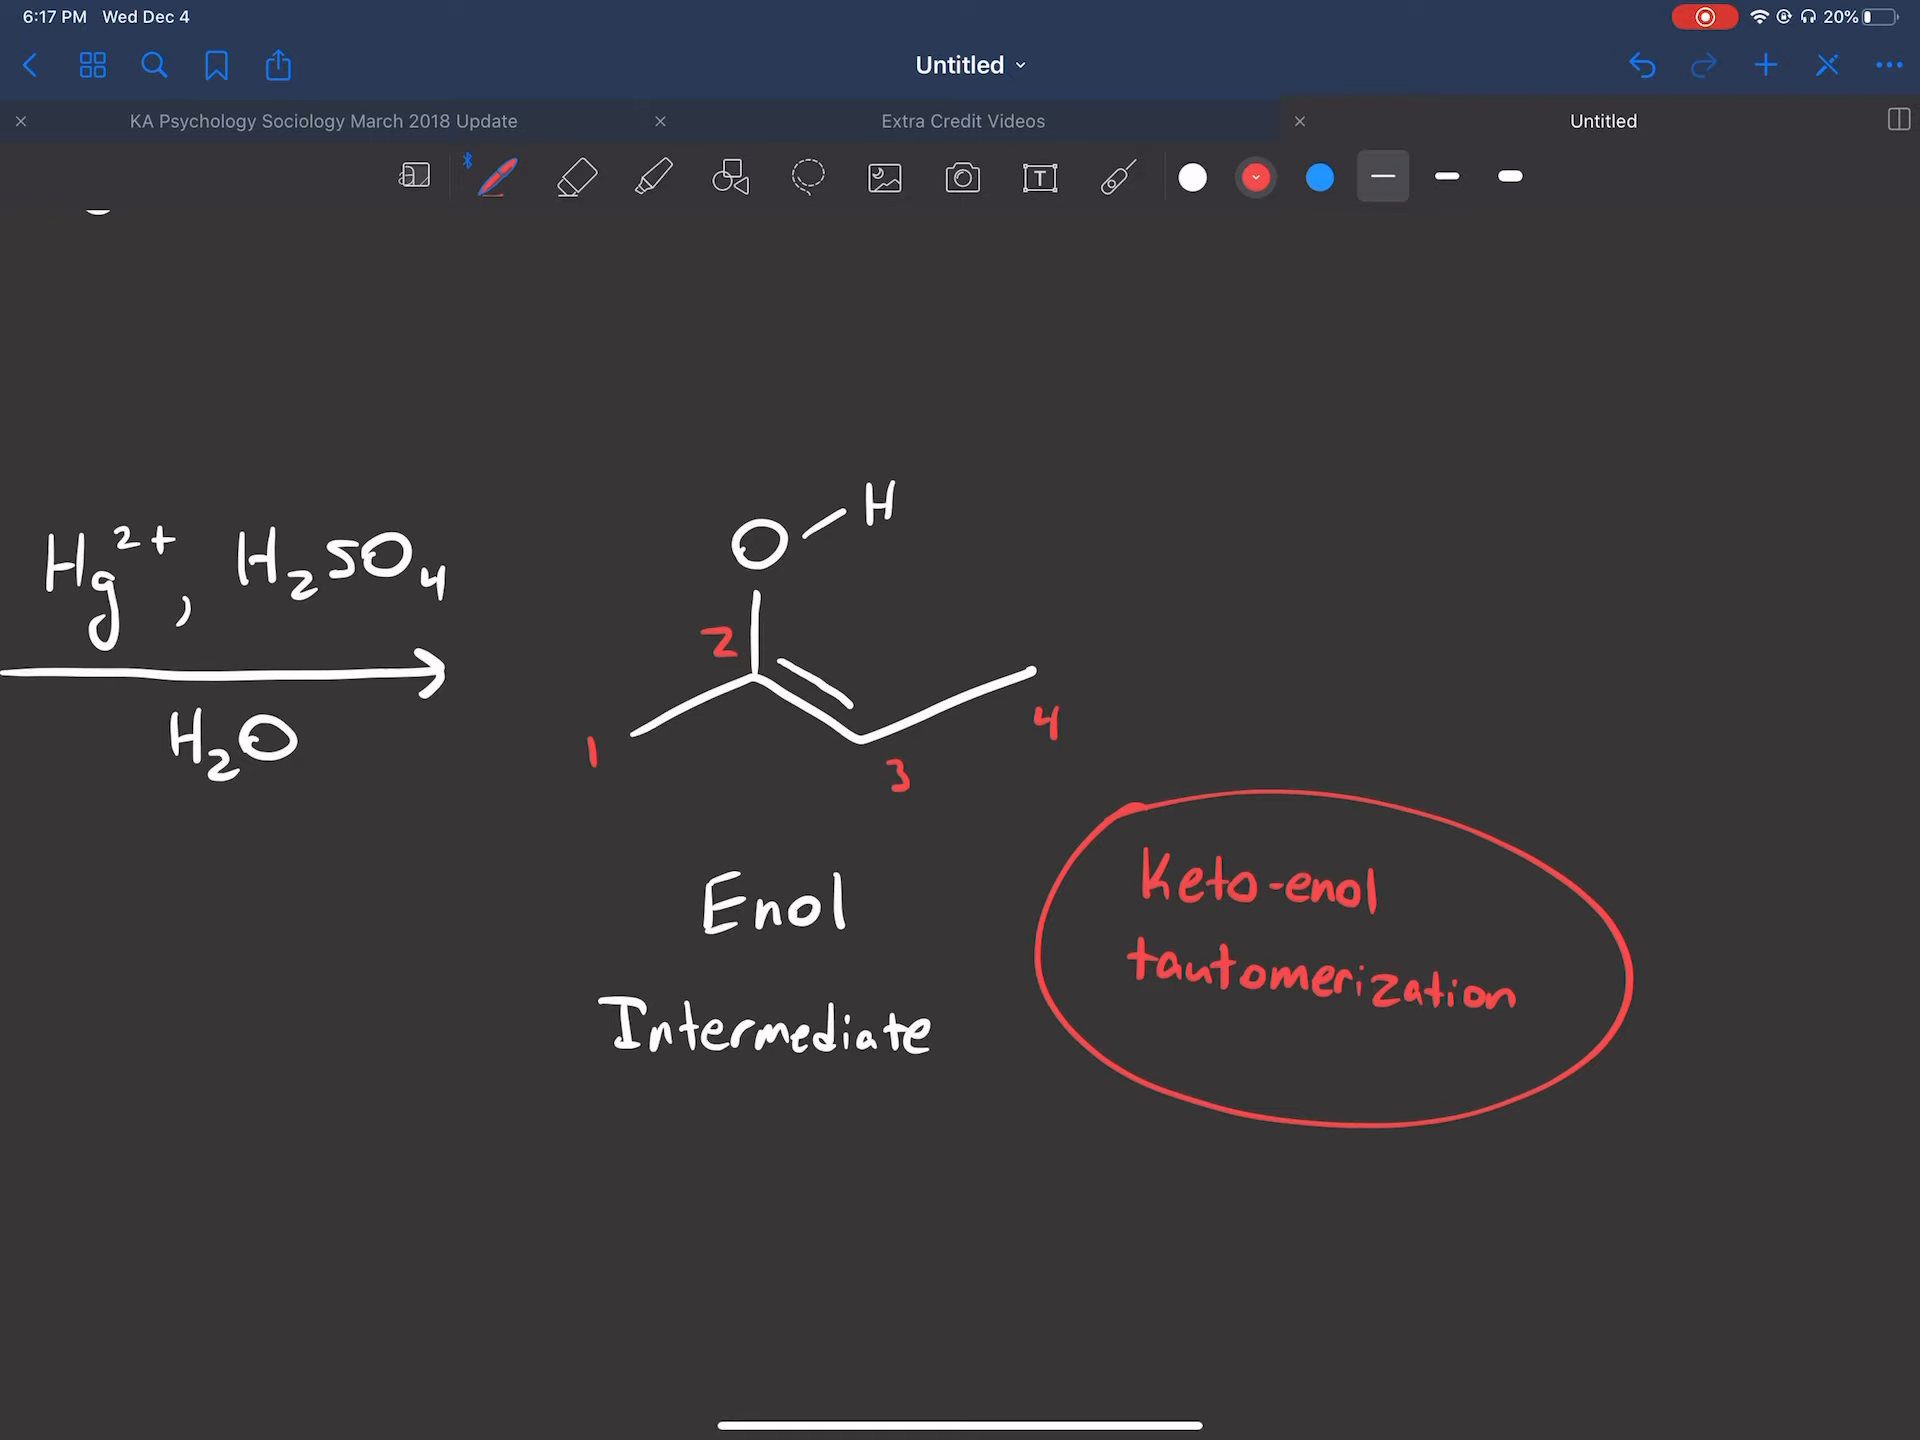 6:17 PM Wed Dec 4
20%
Untitled
KA Psychology Sociology March 2018 Update
Extra Credit Videos
Untitled
T
O-H
Hg²⁺, H₂SO₄
H₂O
2
1
4
3
Enol
Intermediate
Keto-enol
tautomerization